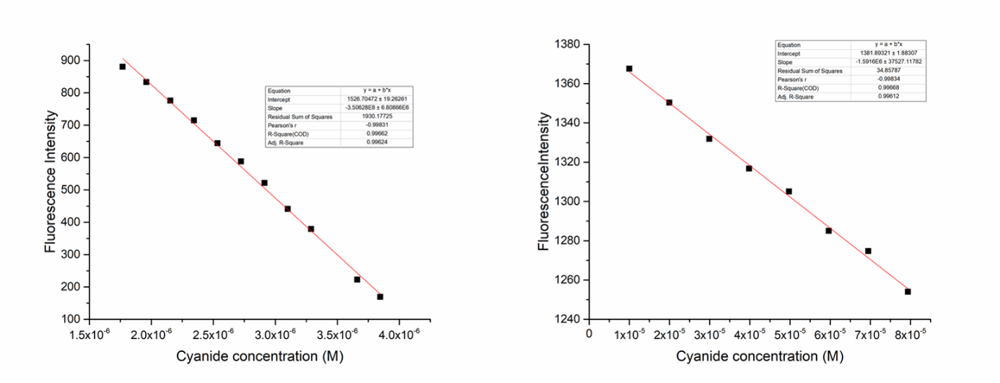 Fluorescence Intensity
900
800
700
600
500
400
300
200
100
1.5x10⁻⁶ 2.0x10⁻⁶ 2.5x10⁻⁶ 3.0x10⁻⁶ 3.5x10⁻⁶ 4.0x10⁻⁶
Cyanide concentration (M)
Equation y = a + b*x
Intercept 1526.70472 ± 19.26261
Slope -3.50628E8 ± 6.80866E6
Residual Sum of Squares 1930.17725
Pearson's r -0.99831
R-Square(COD) 0.99662
Adj. R-Square 0.99624
FluorescenceIntensity
1380
1360
1340
1320
1300
1280
1260
1240
0 1x10⁻⁵ 2x10⁻⁵ 3x10⁻⁵ 4x10⁻⁵ 5x10⁻⁵ 6x10⁻⁵ 7x10⁻⁵ 8x10⁻⁵
Cyanide concentration (M)
Equation y = a + b*x
Intercept 1381.89321 ± 1.88307
Slope -1.5916E6 ± 37527.11782
Residual Sum of Squares 34.85787
Pearson's r -0.99834
R-Square(COD) 0.99668
Adj. R-Square 0.99612